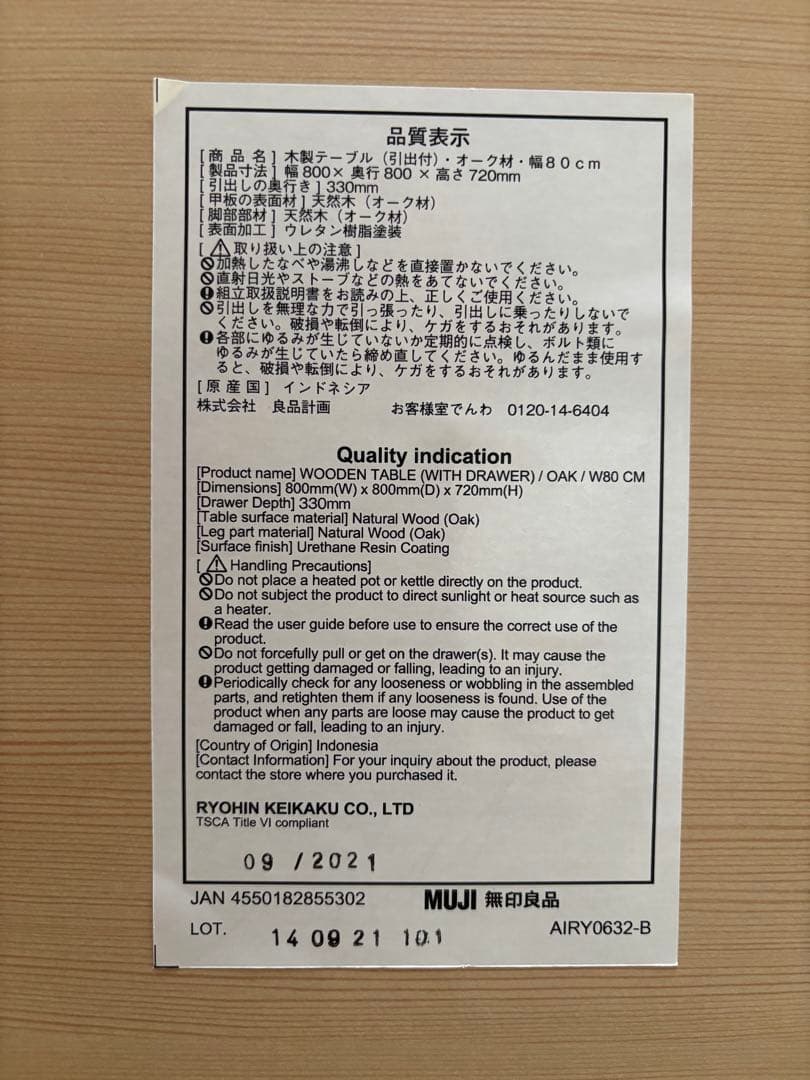 品質表示
[商品名] 木製テーブル（引出付）・オーク材・幅80cm
[製品寸法] 幅800×奥行800×高さ720mm
[引出しの奥行き] 330mm
[甲板の表面材] 天然木（オーク材）
[脚部部材] 天然木（オーク材）
[表面加工] ウレタン樹脂塗装
[⚠取り扱い上の注意]
加熱したなべや湯沸しなどを直接置かないでください。
直射日光やストーブなどの熱をあてないでください。
組立取扱説明書をお読みの上、正しくご使用ください。
引出しを無理な力で引っ張ったり、引出しに乗ったりしないで
ください。破損や転倒により、ケガをするおそれがあります。
各部にゆるみが生じていないか定期的に点検し、ボルト類に
ゆるみが生じていたら締め直してください。ゆるんだまま使用す
ると、破損や転倒により、ケガをするおそれがあります。
[原産国] インドネシア
株式会社 良品計画 お客様室でんわ 0120-14-6404
Quality indication
[Product name] WOODEN TABLE (WITH DRAWER) / OAK / W80 CM
[Dimensions] 800mm(W) x 800mm(D) x 720mm(H)
[Drawer Depth] 330mm
[Table surface material] Natural Wood (Oak)
[Leg part material] Natural Wood (Oak)
[Surface finish] Urethane Resin Coating
[⚠ Handling Precautions]
Do not place a heated pot or kettle directly on the product.
Do not subject the product to direct sunlight or heat source such as
a heater.
Read the user guide before use to ensure the correct use of the
product.
Do not forcefully pull or get on the drawer(s). It may cause the
product getting damaged or falling, leading to an injury.
Periodically check for any looseness or wobbling in the assembled
parts, and retighten them if any looseness is found. Use of the
product when any parts are loose may cause the product to get
damaged or fall, leading to an injury.
[Country of Origin] Indonesia
[Contact Information] For your inquiry about the product, please
contact the store where you purchased it.
RYOHIN KEIKAKU CO., LTD
TSCA Title VI compliant
09 /2021
JAN 4550182855302 MUJI 無印良品
LOT. 14 09 21 101 AIRY0632-B